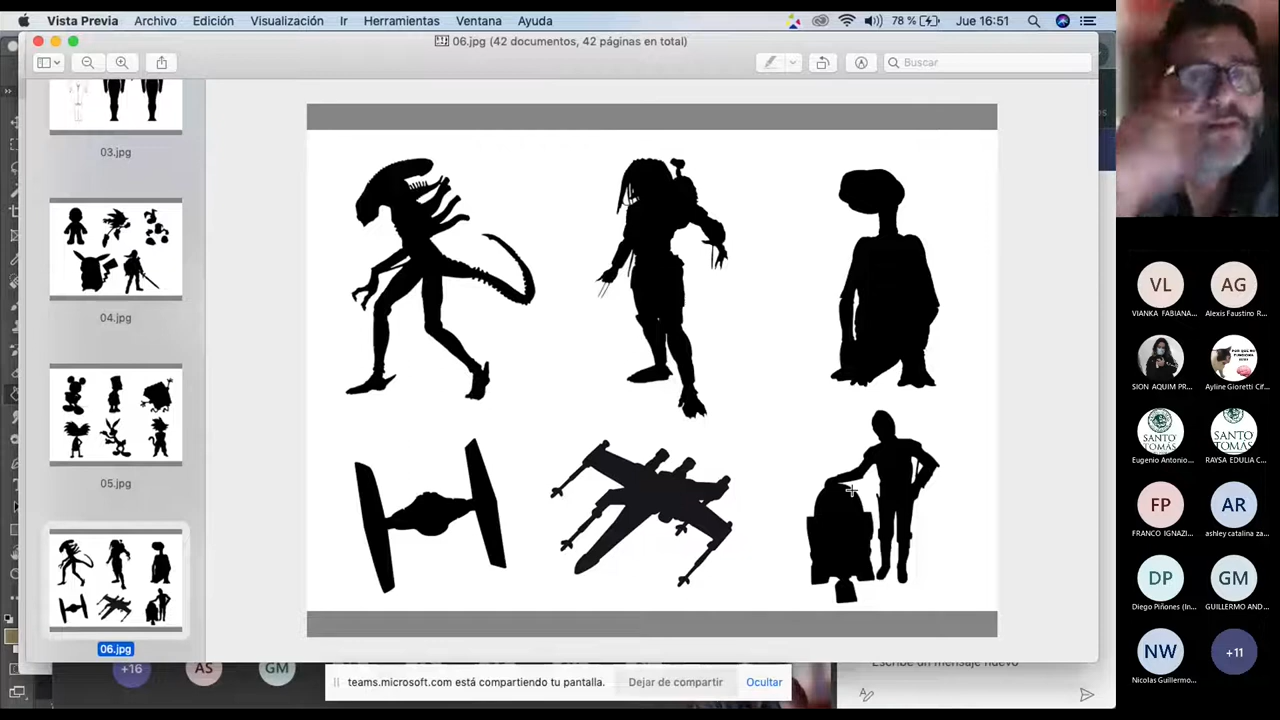 Vista Previa Archivo Edición Visualización Ir Herramientas Ventana Ayuda 78 % Jue 16:51
06.jpg (42 documentos, 42 páginas en total)
Buscar
03.jpg
04.jpg
05.jpg
06.jpg
VL AG
VIANKA FABIANA... Alexis Faustino R...
SION AQUIM PR... Ayline Gioretti Cif...
SANTO TOMÁS SANTO TOMÁS
Eugenio Antonio... RAYSA EDULIA C...
FP AR
FRANCO IGNAZI... ashley catalina za...
DP GM
Diego Piñones (In... GUILLERMO AND...
NW +11
Nicolas Guillermo...
+16 AS GM
teams.microsoft.com está compartiendo tu pantalla. Dejar de compartir Ocultar
Escribe un mensaje nuevo